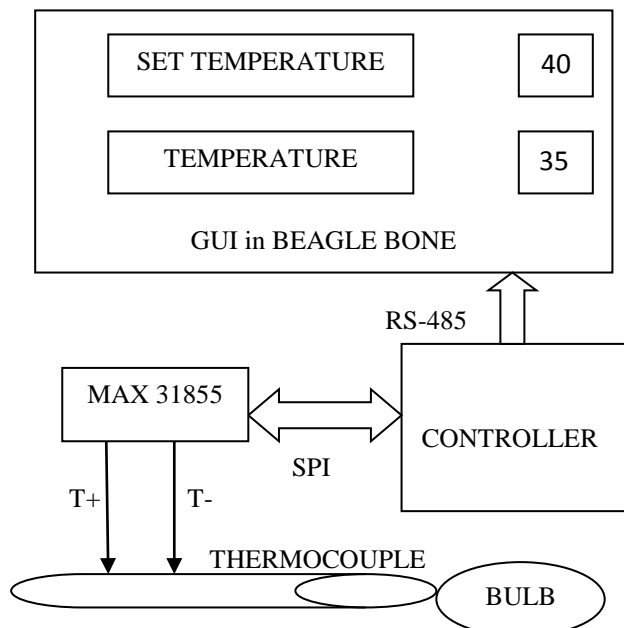 SET TEMPERATURE
40
TEMPERATURE
35
GUI in BEAGLE BONE
RS-485
MAX 31855
SPI
CONTROLLER
T+
T-
THERMOCOUPLE
BULB